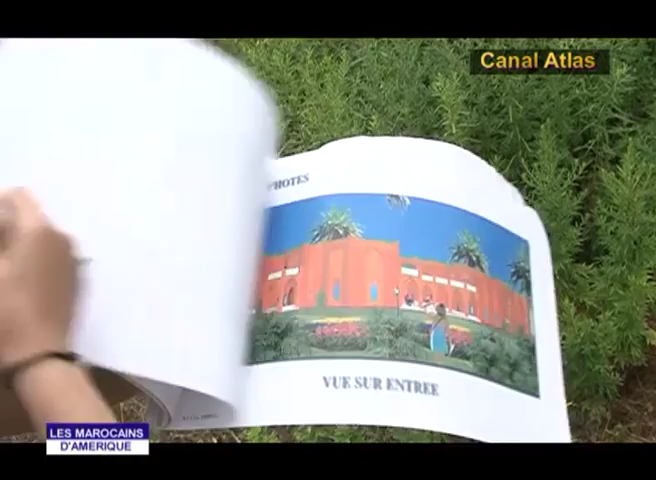 Canal Atlas
PHOTES
VUE SUR ENTREE
LES MAROCAINS
D'AMERIQUE